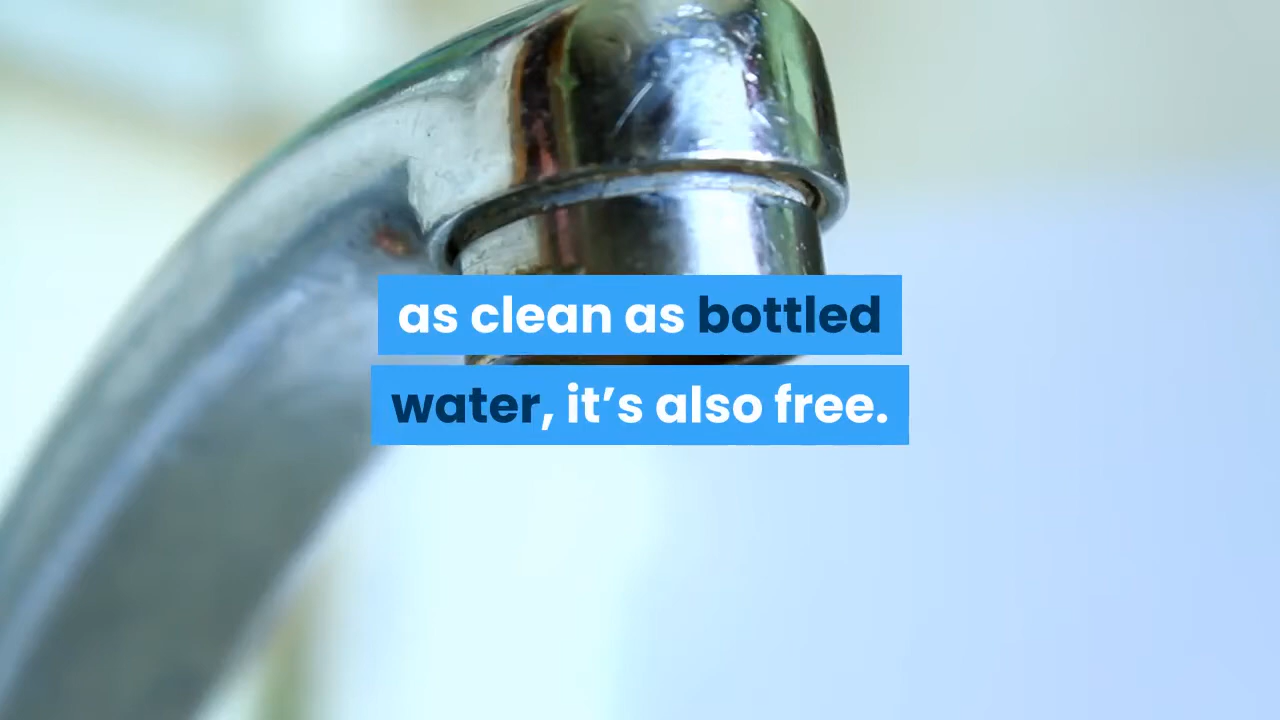 as clean as bottled
water, it’s also free.